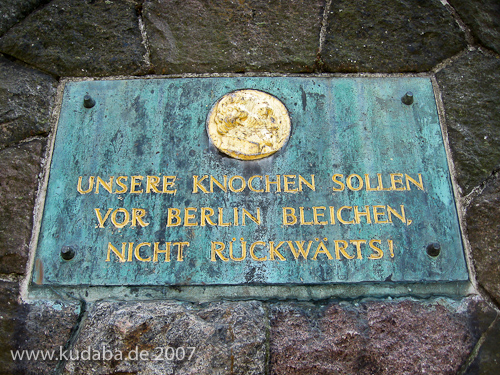 UNSERE KNOCHEN SOLLEN
VOR BERLIN BLEICHEN,
NICHT RÜCKWÄRTS!
www.kudaba.de 2007